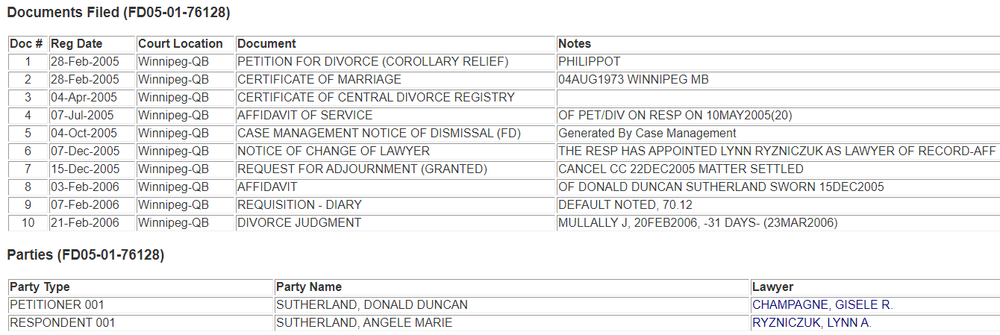 Documents Filed (FD05-01-76128)
Doc # Reg Date Court Location Document Notes
1 28-Feb-2005 Winnipeg-QB PETITION FOR DIVORCE (COROLLARY RELIEF) PHILIPPOT
2 28-Feb-2005 Winnipeg-QB CERTIFICATE OF MARRIAGE 04AUG1973 WINNIPEG MB
3 04-Apr-2005 Winnipeg-QB CERTIFICATE OF CENTRAL DIVORCE REGISTRY
4 07-Jul-2005 Winnipeg-QB AFFIDAVIT OF SERVICE OF PET/DIV ON RESP ON 10MAY2005(20)
5 04-Oct-2005 Winnipeg-QB CASE MANAGEMENT NOTICE OF DISMISSAL (FD) Generated By Case Management
6 07-Dec-2005 Winnipeg-QB NOTICE OF CHANGE OF LAWYER THE RESP HAS APPOINTED LYNN RYZNICZUK AS LAWYER OF RECORD-AFF
7 15-Dec-2005 Winnipeg-QB REQUEST FOR ADJOURNMENT (GRANTED) CANCEL CC 22DEC2005 MATTER SETTLED
8 03-Feb-2006 Winnipeg-QB AFFIDAVIT OF DONALD DUNCAN SUTHERLAND SWORN 15DEC2005
9 07-Feb-2006 Winnipeg-QB REQUISITION - DIARY DEFAULT NOTED, 70.12
10 21-Feb-2006 Winnipeg-QB DIVORCE JUDGMENT MULLALLY J, 20FEB2006, -31 DAYS- (23MAR2006)
Parties (FD05-01-76128)
Party Type Party Name Lawyer
PETITIONER 001 SUTHERLAND, DONALD DUNCAN CHAMPAGNE, GISELE R.
RESPONDENT 001 SUTHERLAND, ANGELE MARIE RYZNICZUK, LYNN A.